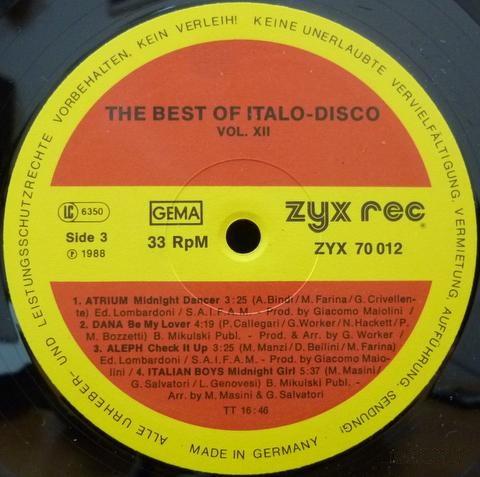 ALLE URHEBER- UND LEISTUNGSSCHUTZRECHTE VORBEHALTEN. KEIN VERLEIH! KEINE UNERLAUBTE VERVIELFÄLTIGUNG, VERMIETUNG, AUFFÜHRUNG, SENDUNG!
THE BEST OF ITALO-DISCO
VOL. XII
LC 6350
GEMA
zyx rec
Side 3
33 RpM
ZYX 70 012
℗ 1988
1. ATRIUM Midnight Dancer 3:25 (A. Bindi/ M. Farina/ G. Crivellen-
te) Ed. Lombardoni / S.A.I.F.A.M. - Prod. by Giacomo Maiolini /
2. DANA Be My Lover 4:19 (P. Callegari/ G. Worker/ N. Hackett/ P.
M. Bozzetti) B. Mikulski Publ. - Prod. & Arr. by G. Worker /
3. ALEPH Check It Up 3:25 (M. Manzi/ D. Bellini/ M. Farina)
Ed. Lombardoni / S.A.I.F.A.M. - Prod. by Giacomo Maio-
lini / 4. ITALIAN BOYS Midnight Girl 5:37 (M. Masini/
G. Salvatori/ L. Genovesi) B. Mikulski Publ. -
Arr. by M. Masini & G. Salvatori
TT 16:46
MADE IN GERMANY